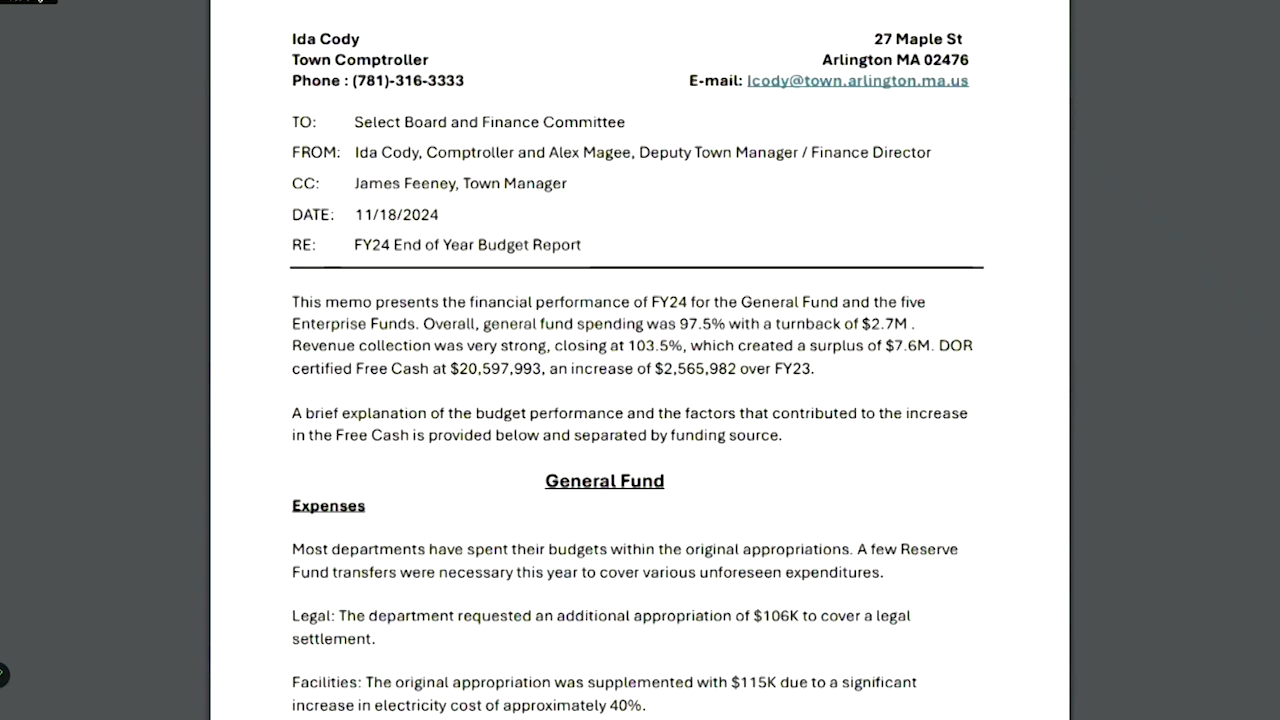 Ida Cody
27 Maple St
Town Comptroller
Arlington MA 02476
Phone : (781)-316-3333
E-mail: Icody@town.arlington.ma.us
TO: Select Board and Finance Committee
FROM: Ida Cody, Comptroller and Alex Magee, Deputy Town Manager / Finance Director
CC: James Feeney, Town Manager
DATE: 11/18/2024
RE: FY24 End of Year Budget Report
This memo presents the financial performance of FY24 for the General Fund and the five
Enterprise Funds. Overall, general fund spending was 97.5% with a turnback of $2.7M .
Revenue collection was very strong, closing at 103.5%, which created a surplus of $7.6M. DOR
certified Free Cash at $20,597,993, an increase of $2,565,982 over FY23.
A brief explanation of the budget performance and the factors that contributed to the increase
in the Free Cash is provided below and separated by funding source.
General Fund
Expenses
Most departments have spent their budgets within the original appropriations. A few Reserve
Fund transfers were necessary this year to cover various unforeseen expenditures.
Legal: The department requested an additional appropriation of $106K to cover a legal
settlement.
Facilities: The original appropriation was supplemented with $115K due to a significant
increase in electricity cost of approximately 40%.